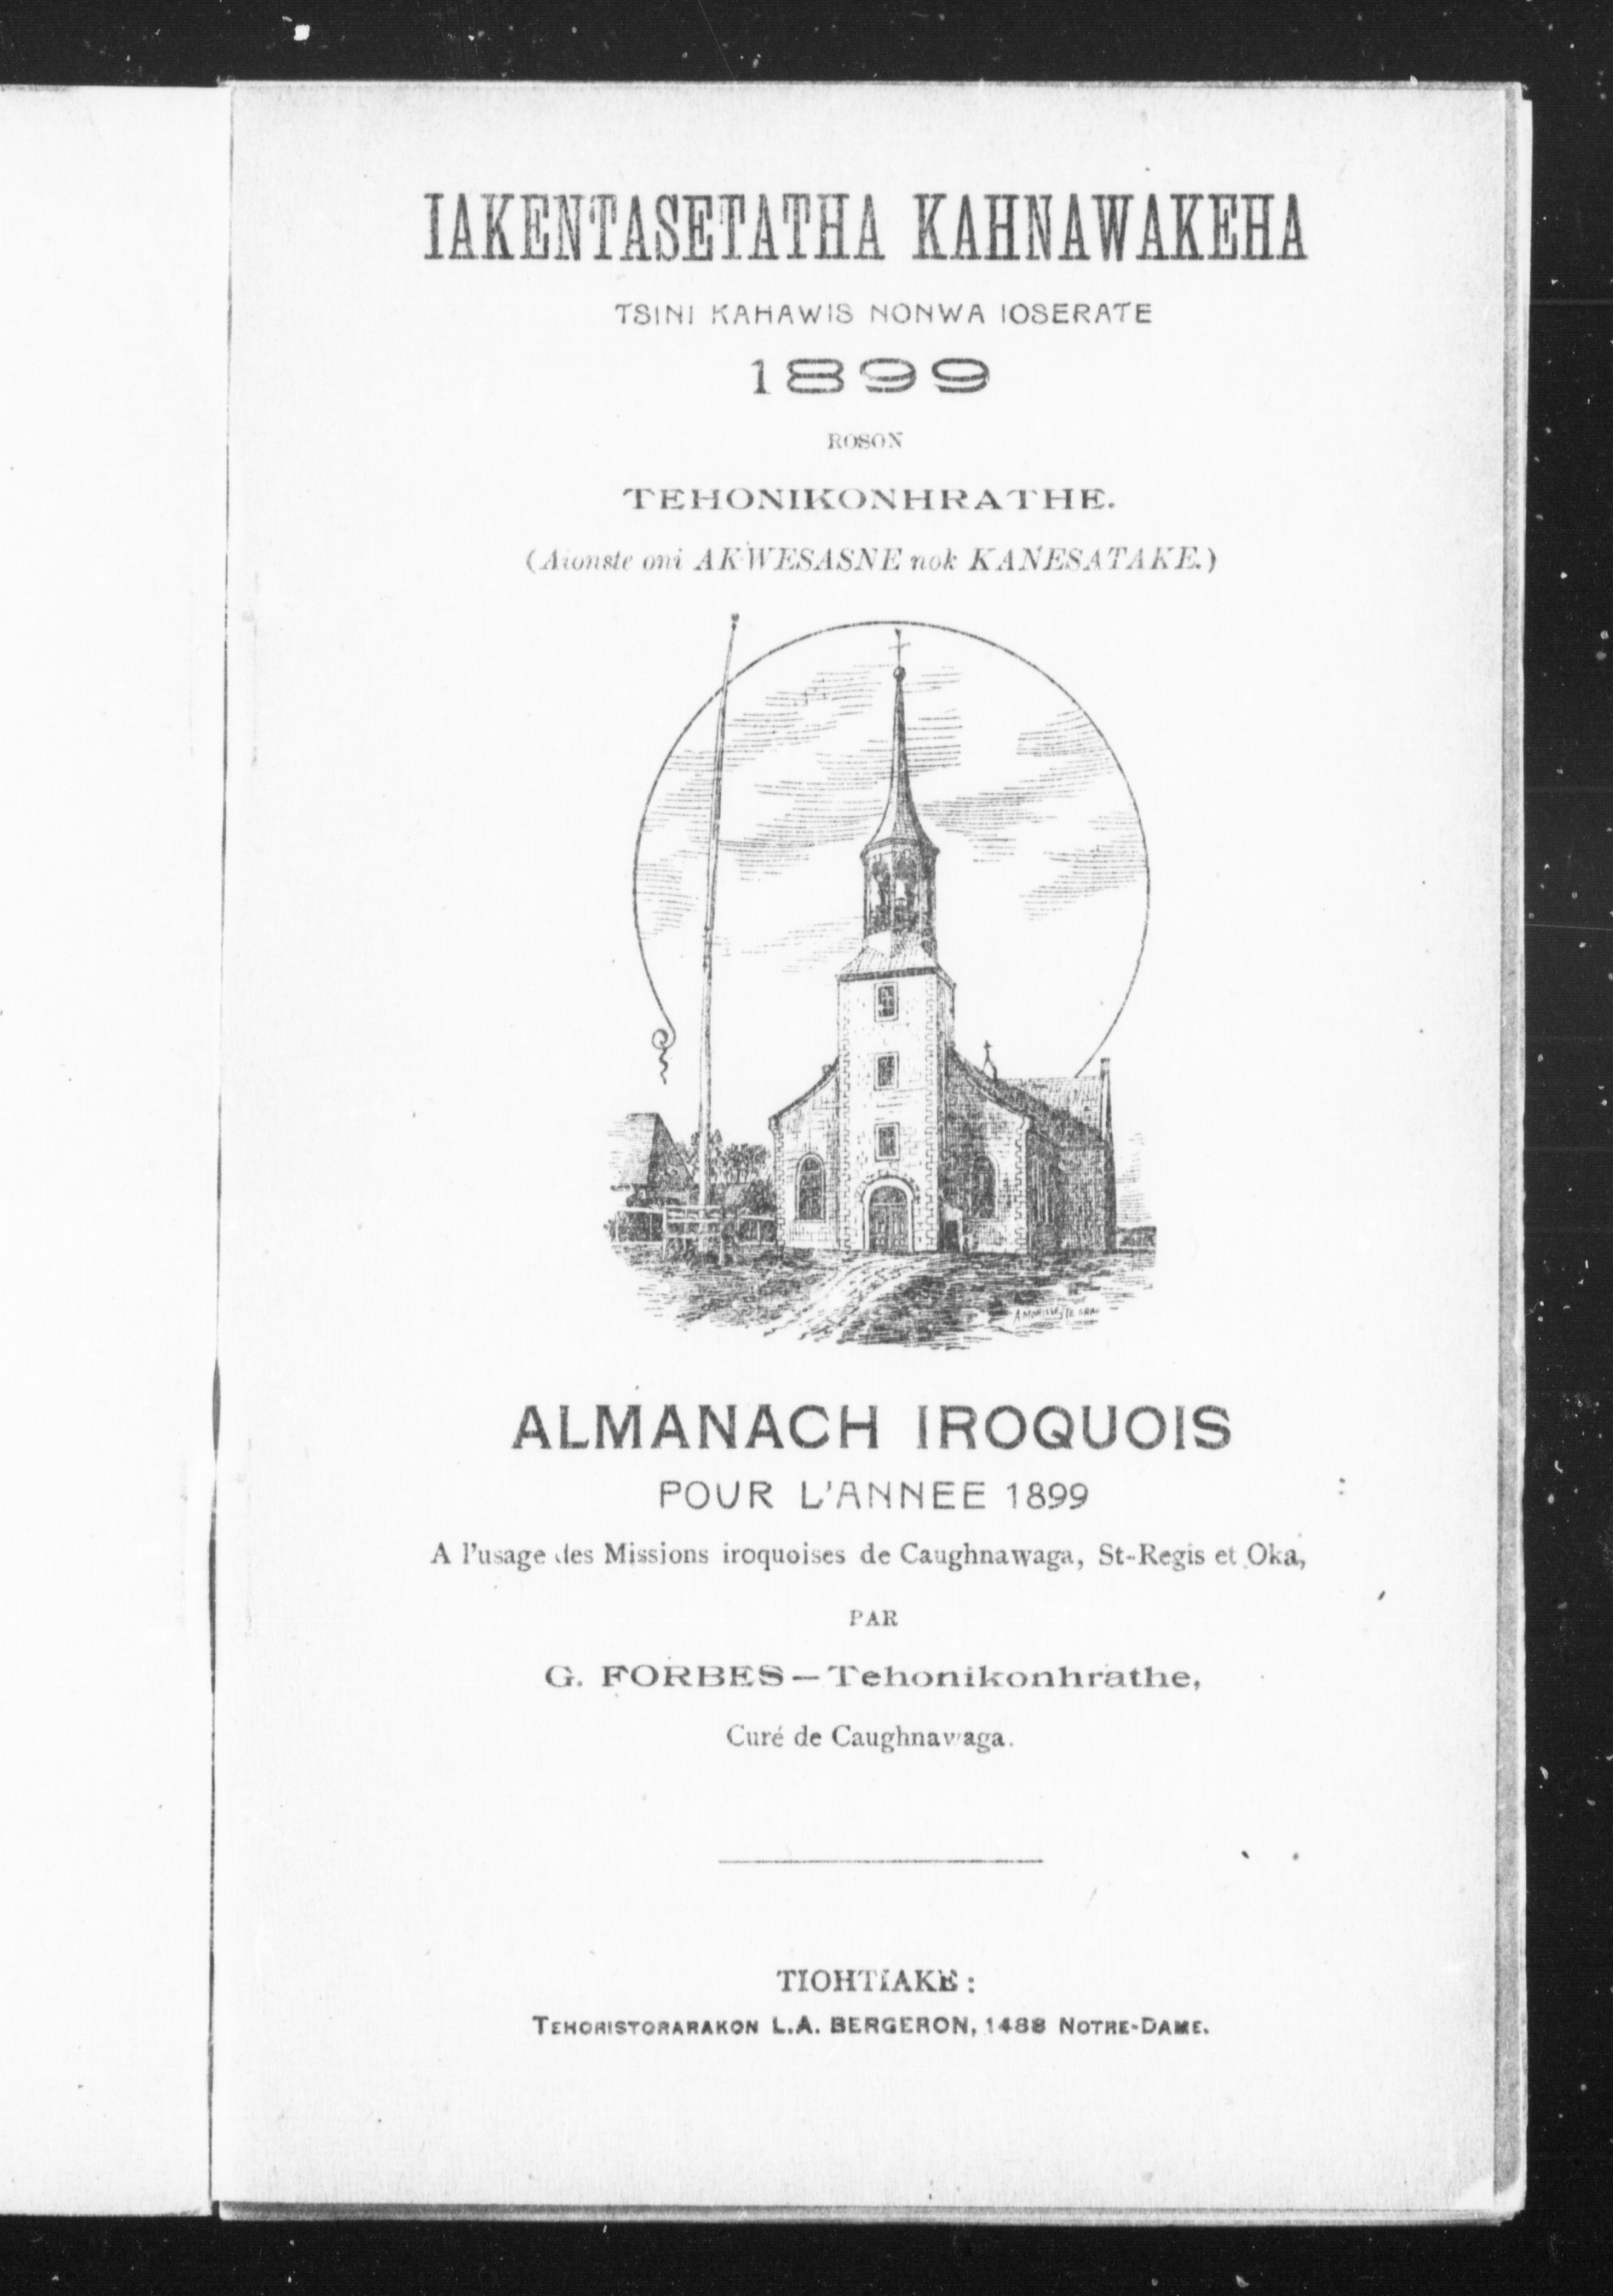 IAKENTASETATHA KAHNAWAKEHA
TSINI KAHAWIS NONWA IOSERATE
1899
ROSON
TEHONIKONHRATHE.
(Aionste oni AKWESASNE nok KANESATAKE.)
ALMANACH IROQUOIS
POUR L'ANNEE 1899
A l'usage des Missions iroquoises de Caughnawaga, St-Regis et Oka,
PAR
G. FORBES—Tehonikonhrathe,
Curé de Caughnawaga.
TIOHTIAKE:
TEHORISTORARAKON L.A. BERGERON, 1488 NOTRE-DAME.